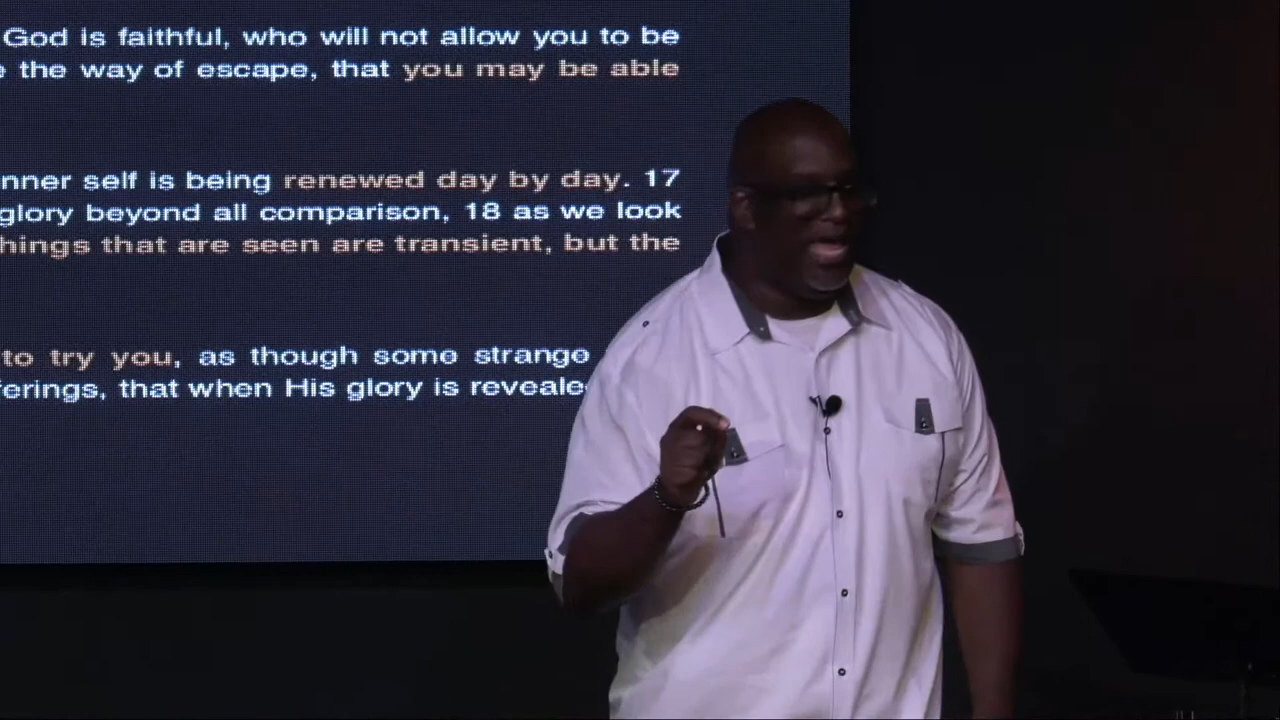 God is faithful, who will not allow you to be
the way of escape, that you may be able
nner self is being renewed day by day. 17
glory beyond all comparison, 18 as we look
hings that are seen are transient, but the
to try you, as though some strange
ferings, that when His glory is reveale